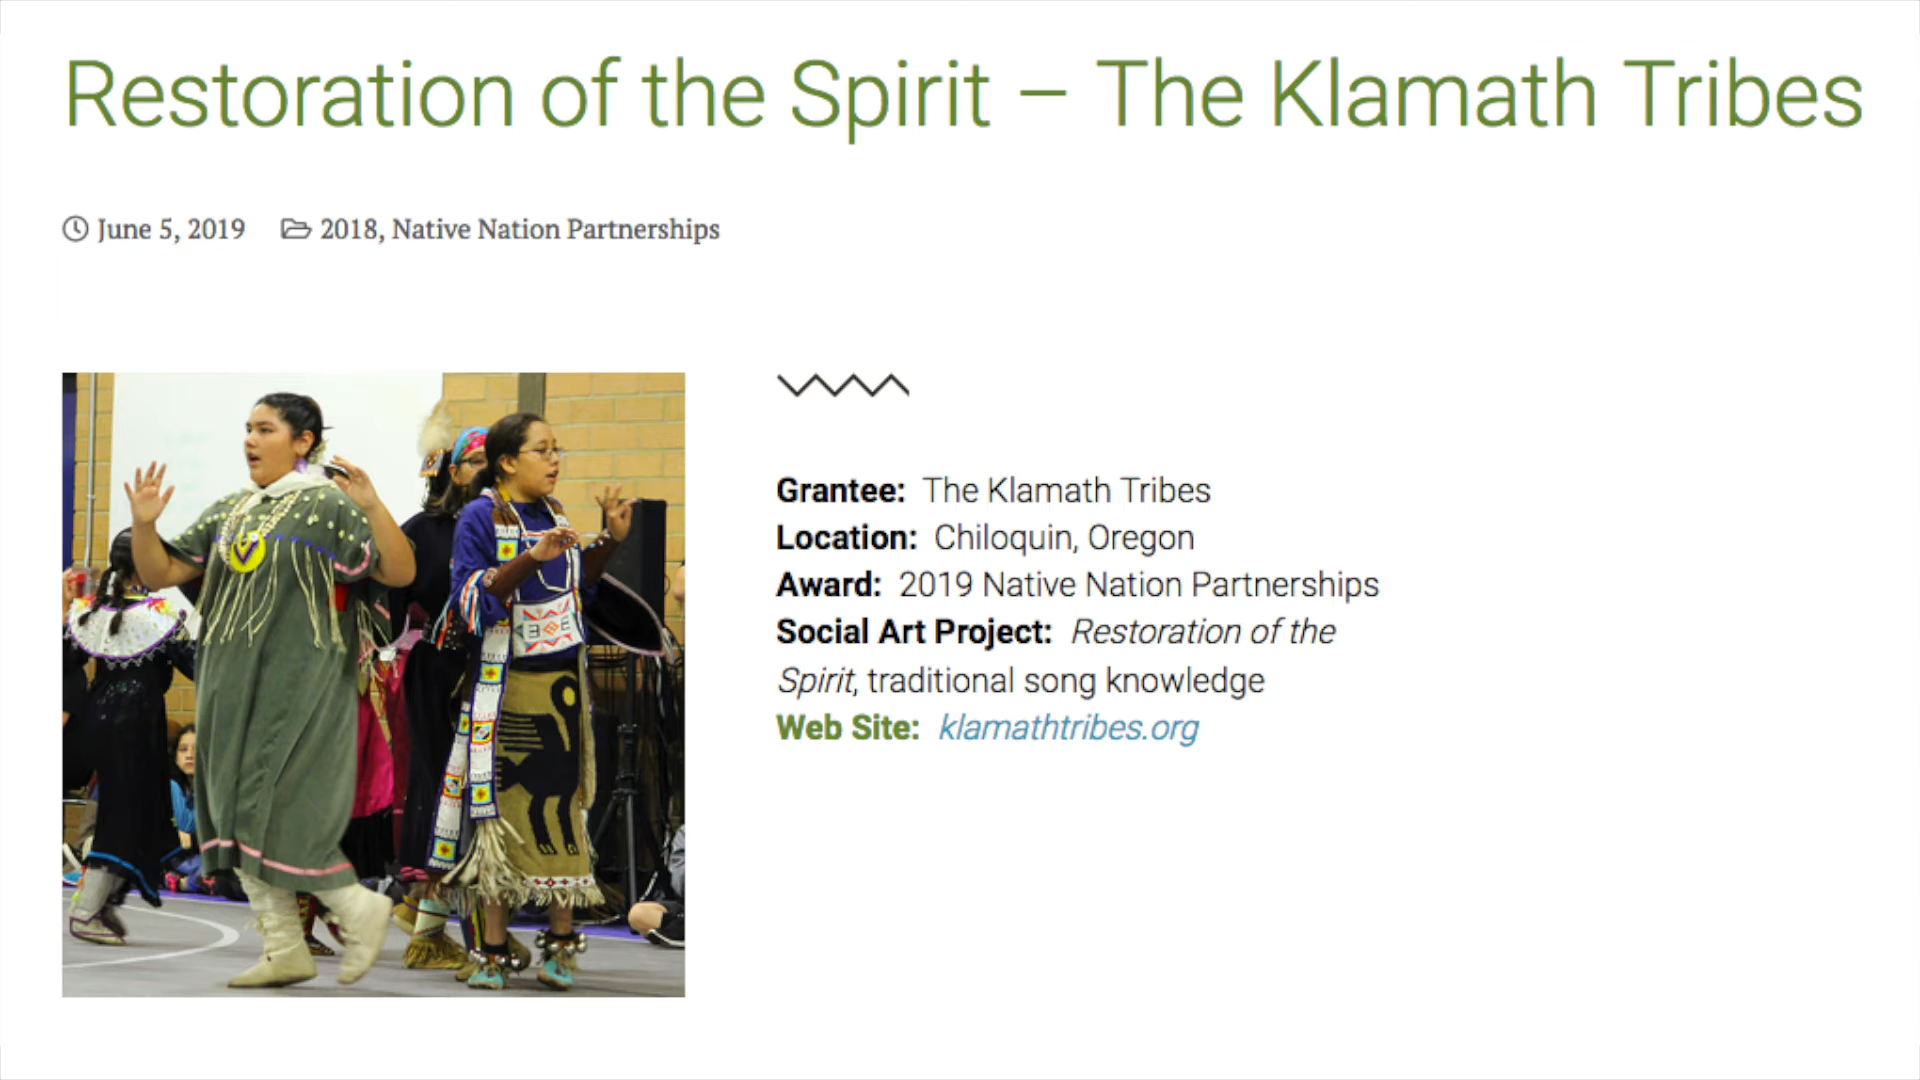 Restoration of the Spirit – The Klamath Tribes
June 5, 2019 2018, Native Nation Partnerships
Grantee: The Klamath Tribes
Location: Chiloquin, Oregon
Award: 2019 Native Nation Partnerships
Social Art Project: Restoration of the
Spirit, traditional song knowledge
Web Site: klamathtribes.org